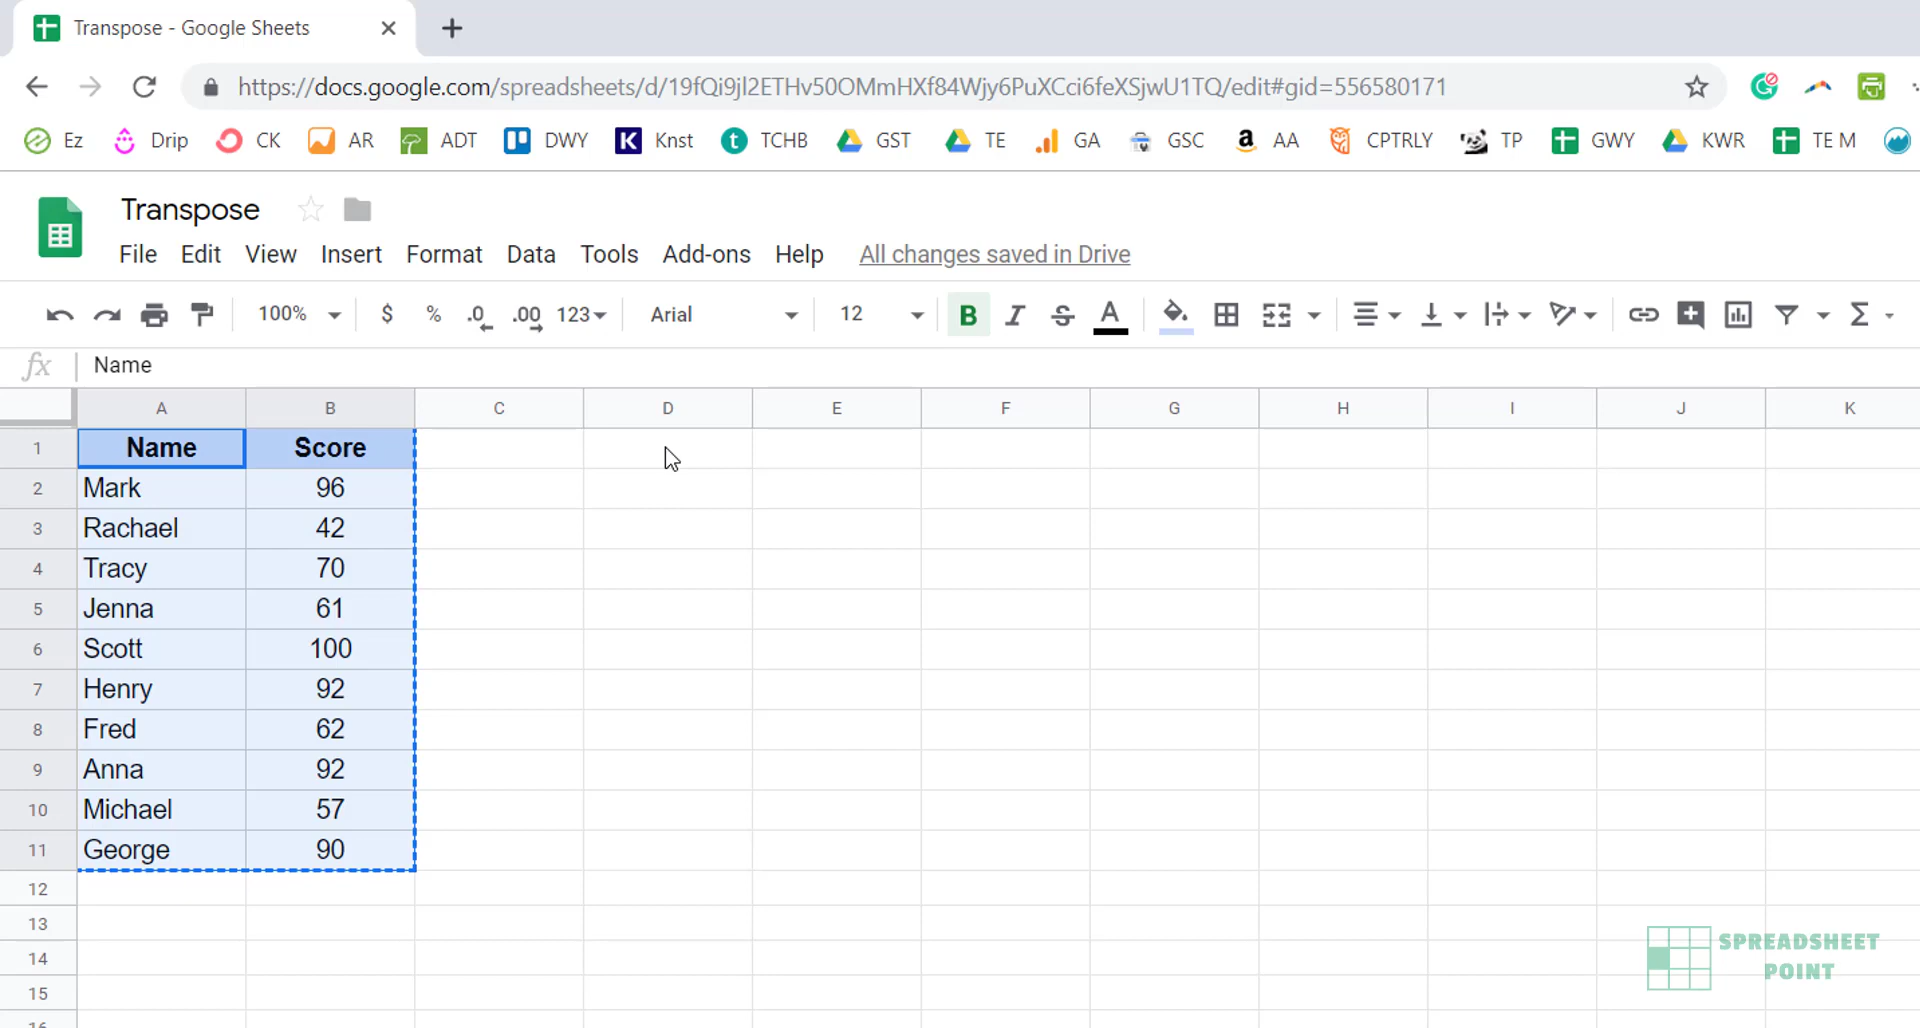 Transpose - Google Sheets
https://docs.google.com/spreadsheets/d/19fQi9jl2ETHv50OMmHXf84Wjy6PuXCci6feXSjwU1TQ/edit#gid=556580171
Ez Drip CK AR ADT DWY K Knst t TCHB GST TE GA GSC a AA CPTRLY TP GWY KWR TE M
Transpose
File Edit View Insert Format Data Tools Add-ons Help All changes saved in Drive
100% $ % .0 .00 123 Arial 12 B I S A Σ
fx Name
A B C D E F G H I J K
1 Name Score
2 Mark 96
3 Rachael 42
4 Tracy 70
5 Jenna 61
6 Scott 100
7 Henry 92
8 Fred 62
9 Anna 92
10 Michael 57
11 George 90
12
13
14
15
SPREADSHEET
POINT